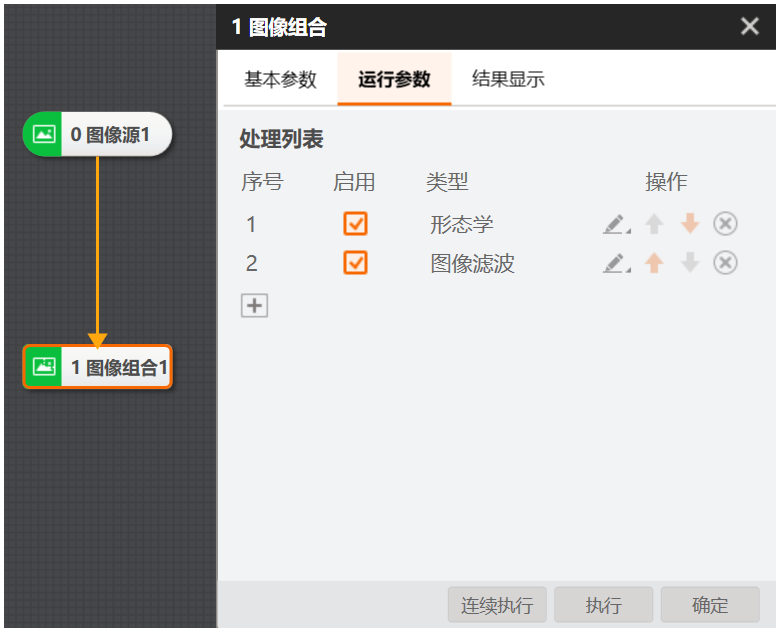 1 图像组合
基本参数 运行参数 结果显示
0 图像源1
1 图像组合1
处理列表
序号 启用 类型 操作
1 形态学
2 图像滤波
连续执行 执行 确定